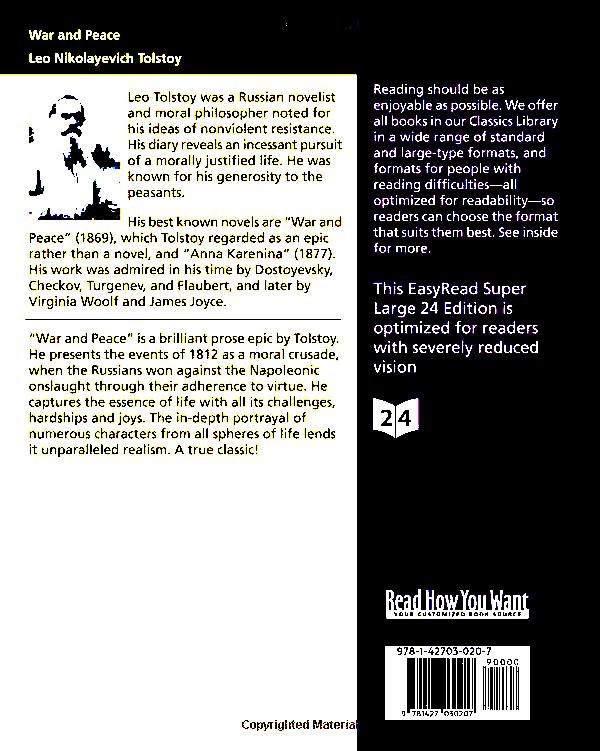 War and Peace
Leo Nikolayevich Tolstoy
Leo Tolstoy was a Russian novelist
and moral philosopher noted for
his ideas of nonviolent resistance.
His diary reveals an incessant pursuit
of a morally justified life. He was
known for his generosity to the
peasants.
His best known novels are “War and
Peace” (1869), which Tolstoy regarded as an epic
rather than a novel, and “Anna Karenina” (1877).
His work was admired in his time by Dostoyevsky,
Checkov, Turgenev, and Flaubert, and later by
Virginia Woolf and James Joyce.
“War and Peace” is a brilliant prose epic by Tolstoy.
He presents the events of 1812 as a moral crusade,
when the Russians won against the Napoleonic
onslaught through their adherence to virtue. He
captures the essence of life with all its challenges,
hardships and joys. The in-depth portrayal of
numerous characters from all spheres of life lends
it unparalleled realism. A true classic!
Reading should be as
enjoyable as possible. We offer
all books in our Classics Library
in a wide range of standard
and large-type formats, and
formats for people with
reading difficulties—all
optimized for readability—so
readers can choose the format
that suits them best. See inside
for more.
This EasyRead Super
Large 24 Edition is
optimized for readers
with severely reduced
vision
24
Read How You Want
YOUR CUSTOMIZED BOOK SOURCE
978-1-42703-020-7
90000
9 781427 030207
Copyrighted Material